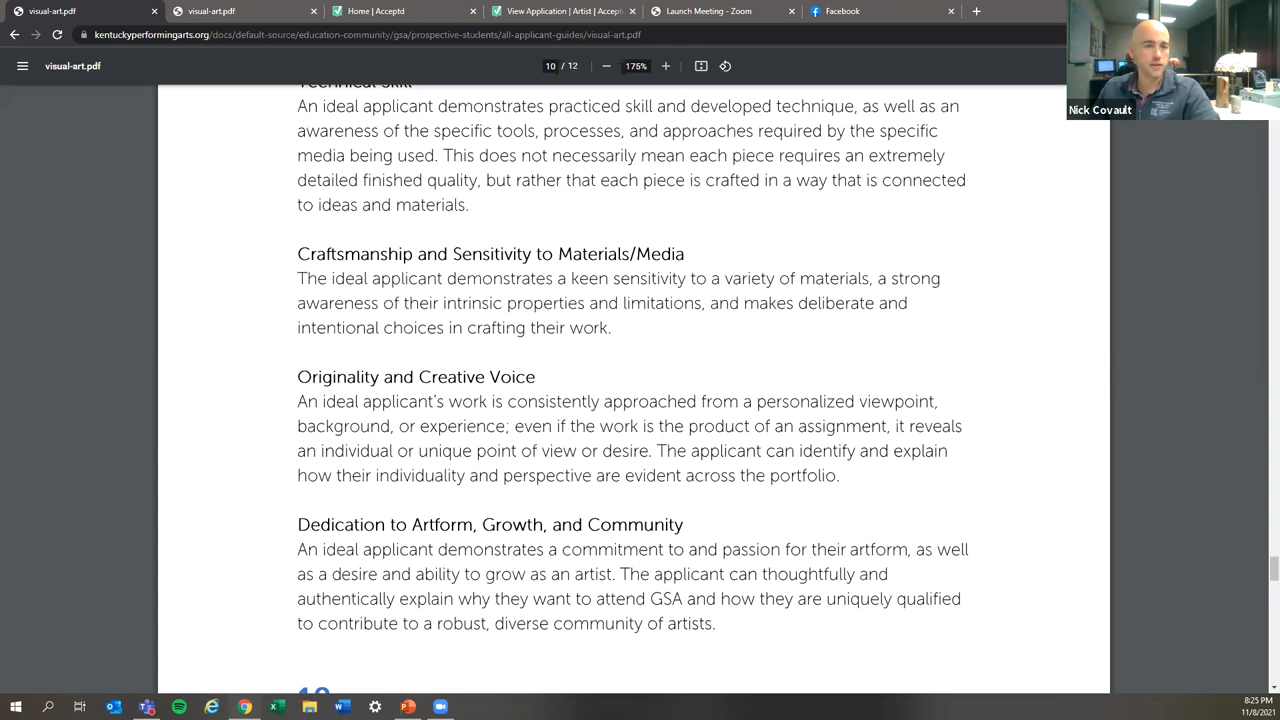 visual-art.pdf
visual-art.pdf
Home | Acceptd
View Application | Artist | Accept
Launch Meeting - Zoom
Facebook
kentuckyperformingarts.org/docs/default-source/education-community/gsa/prospective-students/all-applicant-guides/visual-art.pdf
visual-art.pdf
10 / 12
175%
Nick Covault
Technical Skill
An ideal applicant demonstrates practiced skill and developed technique, as well as an
awareness of the specific tools, processes, and approaches required by the specific
media being used. This does not necessarily mean each piece requires an extremely
detailed finished quality, but rather that each piece is crafted in a way that is connected
to ideas and materials.
Craftsmanship and Sensitivity to Materials/Media
The ideal applicant demonstrates a keen sensitivity to a variety of materials, a strong
awareness of their intrinsic properties and limitations, and makes deliberate and
intentional choices in crafting their work.
Originality and Creative Voice
An ideal applicant's work is consistently approached from a personalized viewpoint,
background, or experience; even if the work is the product of an assignment, it reveals
an individual or unique point of view or desire. The applicant can identify and explain
how their individuality and perspective are evident across the portfolio.
Dedication to Artform, Growth, and Community
An ideal applicant demonstrates a commitment to and passion for their artform, as well
as a desire and ability to grow as an artist. The applicant can thoughtfully and
authentically explain why they want to attend GSA and how they are uniquely qualified
to contribute to a robust, diverse community of artists.
10
8:25 PM
11/8/2021